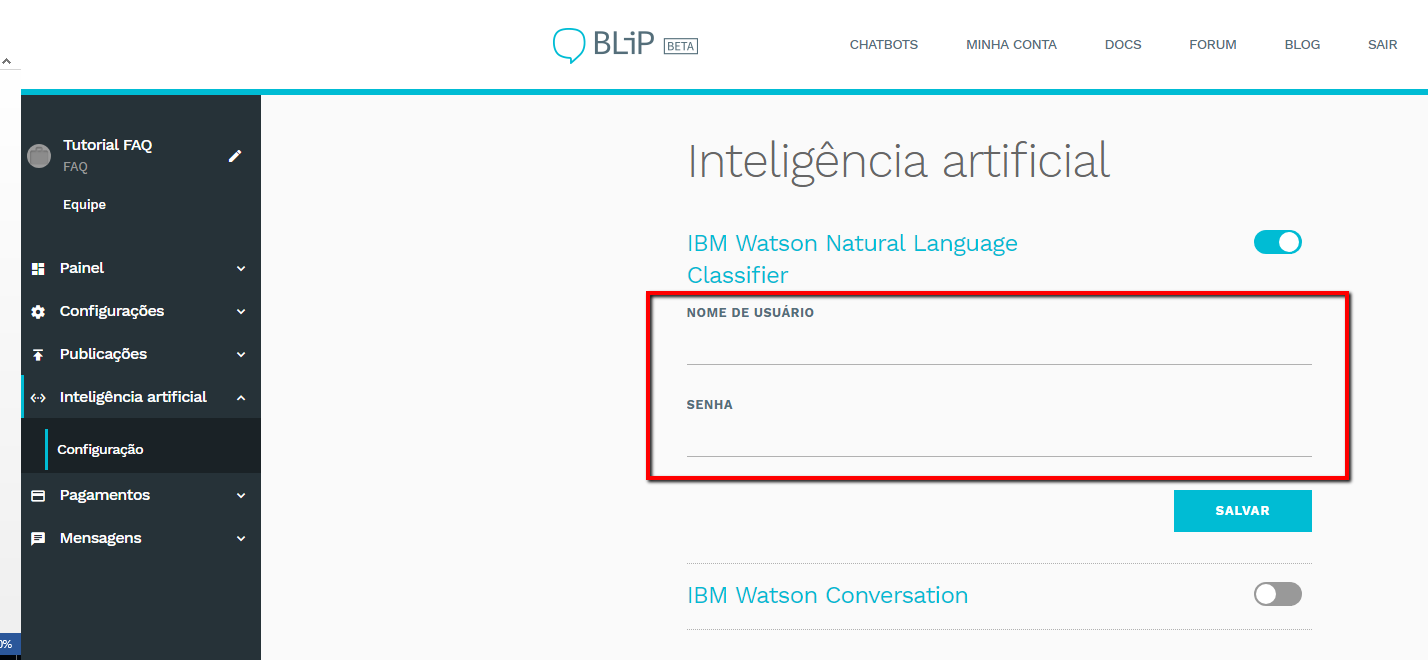 BLiP BETA
CHATBOTS MINHA CONTA DOCS FORUM BLOG SAIR
Tutorial FAQ
FAQ
Equipe
Painel
Configurações
Publicações
Inteligência artificial
Configuração
Pagamentos
Mensagens
Inteligência artificial
IBM Watson Natural Language
Classifier
NOME DE USUÁRIO
SENHA
SALVAR
IBM Watson Conversation